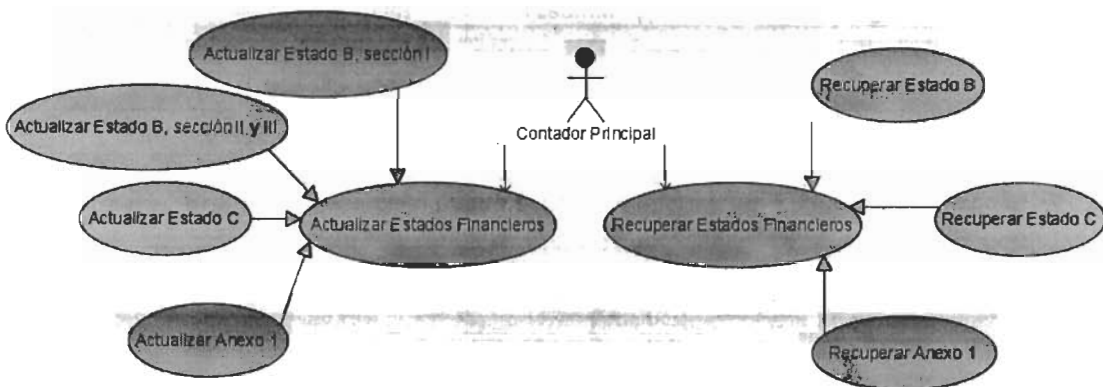 Actualizar Estado B, sección I
Recuperar Estado B
Actualizar Estado B, sección II y III
Contador Principal
Actualizar Estado C
Actualizar Estados Financieros
Recuperar Estados Financieros
Recuperar Estado C
Actualizar Anexo 1
Recuperar Anexo 1